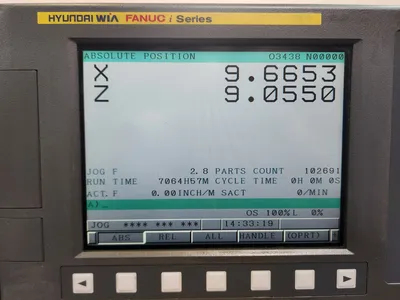 HYUNDAI WIA FANUC i Series
ABSOLUTE POSITION O3438 N00000
X 9.6653
Z 9.0550
JOG F 2.8 PARTS COUNT 102691
RUN TIME 7064H57M CYCLE TIME 0H 0M 0S
ACT.F 0.00INCH/M SACT 0/MIN
A)_
OS 100% L 0%
JOG **** *** *** 14:33:19
ABS REL ALL HANDLE (OPRT)